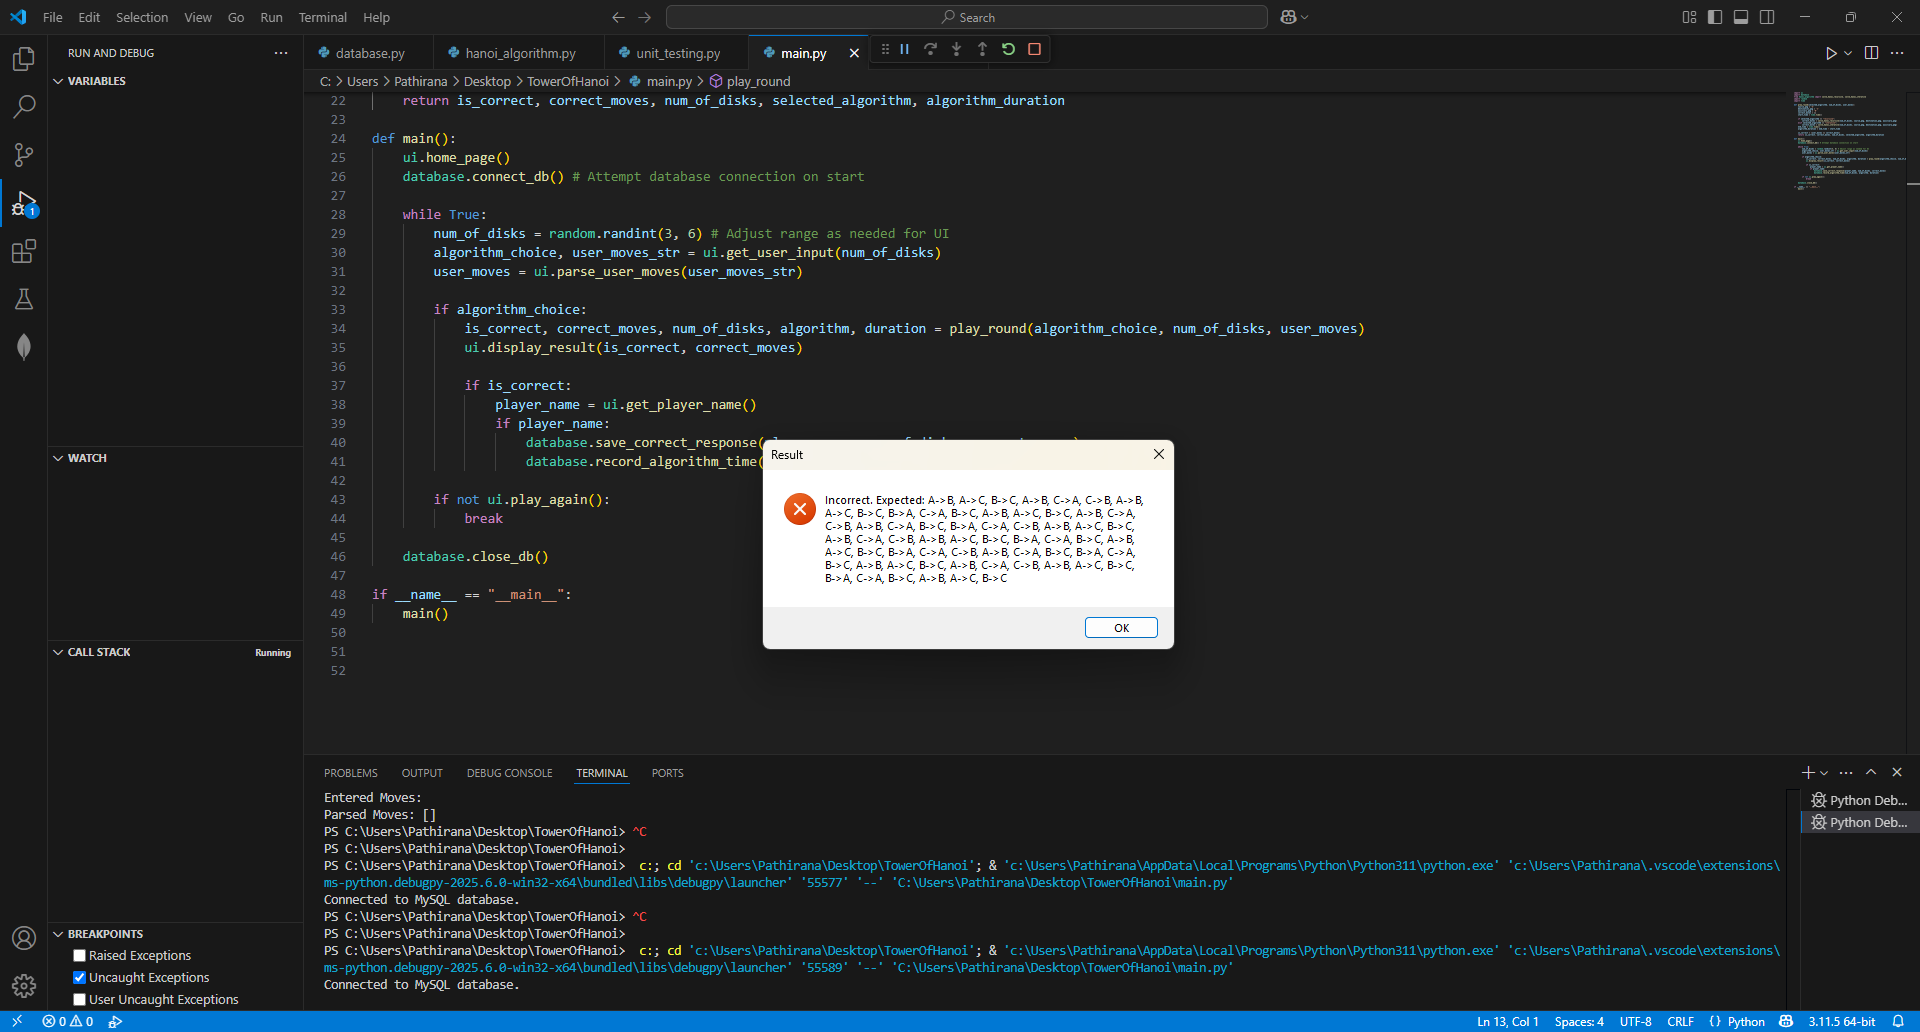 File Edit Selection View Go Run Terminal Help
Search
RUN AND DEBUG
VARIABLES
WATCH
CALL STACK Running
BREAKPOINTS
Raised Exceptions
Uncaught Exceptions
User Uncaught Exceptions
1
database.py hanoi_algorithm.py unit_testing.py main.py
C: > Users > Pathirana > Desktop > TowerOfHanoi > main.py > play_round
22 return is_correct, correct_moves, num_of_disks, selected_algorithm, algorithm_duration
23
24 def main():
25 ui.home_page()
26 database.connect_db() # Attempt database connection on start
27
28 while True:
29 num_of_disks = random.randint(3, 6) # Adjust range as needed for UI
30 algorithm_choice, user_moves_str = ui.get_user_input(num_of_disks)
31 user_moves = ui.parse_user_moves(user_moves_str)
32
33 if algorithm_choice:
34 is_correct, correct_moves, num_of_disks, algorithm, duration = play_round(algorithm_choice, num_of_disks, user_moves)
35 ui.display_result(is_correct, correct_moves)
36
37 if is_correct:
38 player_name = ui.get_player_name()
39 if player_name:
40 database.save_correct_response(
41 database.record_algorithm_time(
42
43 if not ui.play_again():
44 break
45
46 database.close_db()
47
48 if __name__ == "__main__":
49 main()
50
51
52
Result
Incorrect. Expected: A->B, A->C, B->C, A->B, C->A, C->B, A->B,
A->C, B->C, B->A, C->A, B->C, A->B, A->C, B->C, A->B, C->A,
C->B, A->B, C->A, B->C, B->A, C->A, C->B, A->B, A->C, B->C,
A->B, C->A, C->B, A->B, A->C, B->C, B->A, C->A, B->C, A->B,
A->C, B->C, B->A, C->A, C->B, A->B, C->A, B->C, B->A, C->A,
B->C, A->B, A->C, B->C, A->B, C->A, C->B, A->B, A->C, B->C,
B->A, C->A, B->C, A->B, A->C, B->C
OK
PROBLEMS OUTPUT DEBUG CONSOLE TERMINAL PORTS
Entered Moves:
Parsed Moves: []
PS C:\Users\Pathirana\Desktop\TowerOfHanoi> ^C
PS C:\Users\Pathirana\Desktop\TowerOfHanoi>
PS C:\Users\Pathirana\Desktop\TowerOfHanoi> c:; cd 'c:\Users\Pathirana\Desktop\TowerOfHanoi'; & 'c:\Users\Pathirana\AppData\Local\Programs\Python\Python311\python.exe' 'c:\Users\Pathirana\.vscode\extensions\
ms-python.debugpy-2025.6.0-win32-x64\bundled\libs\debugpy\launcher' '55577' '--' 'C:\Users\Pathirana\Desktop\TowerOfHanoi\main.py'
Connected to MySQL database.
PS C:\Users\Pathirana\Desktop\TowerOfHanoi> ^C
PS C:\Users\Pathirana\Desktop\TowerOfHanoi>
PS C:\Users\Pathirana\Desktop\TowerOfHanoi> c:; cd 'c:\Users\Pathirana\Desktop\TowerOfHanoi'; & 'c:\Users\Pathirana\AppData\Local\Programs\Python\Python311\python.exe' 'c:\Users\Pathirana\.vscode\extensions\
ms-python.debugpy-2025.6.0-win32-x64\bundled\libs\debugpy\launcher' '55589' '--' 'C:\Users\Pathirana\Desktop\TowerOfHanoi\main.py'
Connected to MySQL database.
Python Deb...
Python Deb...
0 0
Ln 13, Col 1 Spaces: 4 UTF-8 CRLF {} Python 3.11.5 64-bit